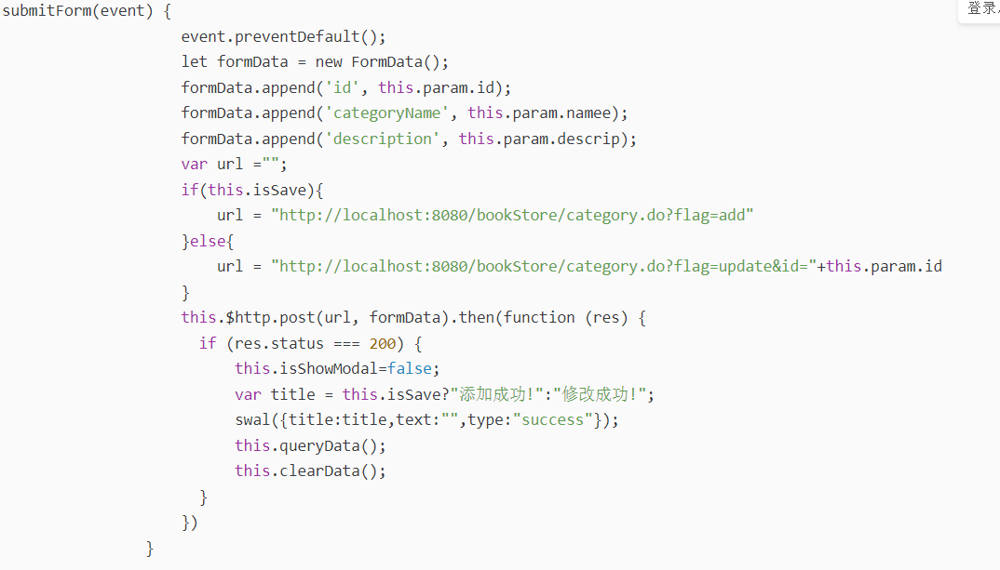 submitForm(event) {
登录
event.preventDefault();
let formData = new FormData();
formData.append('id', this.param.id);
formData.append('categoryName', this.param.namee);
formData.append('description', this.param.descrip);
var url ="";
if(this.isSave){
url = "http://localhost:8080/bookStore/category.do?flag=add"
}else{
url = "http://localhost:8080/bookStore/category.do?flag=update&id="+this.param.id
}
this.$http.post(url, formData).then(function (res) {
if (res.status === 200) {
this.isShowModal=false;
var title = this.isSave?"添加成功!":"修改成功!";
swal({title:title,text:"",type:"success"});
this.queryData();
this.clearData();
}
})
}